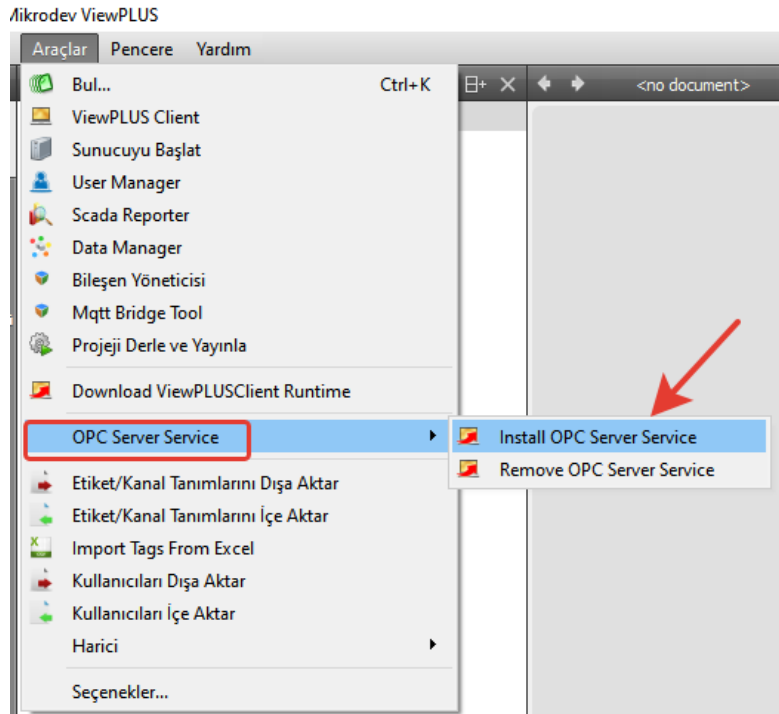 Mikrodev ViewPLUS
Araçlar Pencere Yardım
Bul... Ctrl+K
<no document>
ViewPLUS Client
Sunucuyu Başlat
User Manager
Scada Reporter
Data Manager
Bileşen Yöneticisi
Mqtt Bridge Tool
Projeji Derle ve Yayınla
Download ViewPLUSClient Runtime
OPC Server Service
Install OPC Server Service
Remove OPC Server Service
Etiket/Kanal Tanımlarını Dışa Aktar
Etiket/Kanal Tanımlarını İçe Aktar
Import Tags From Excel
Kullanıcıları Dışa Aktar
Kullanıcıları İçe Aktar
Harici
Seçenekler...